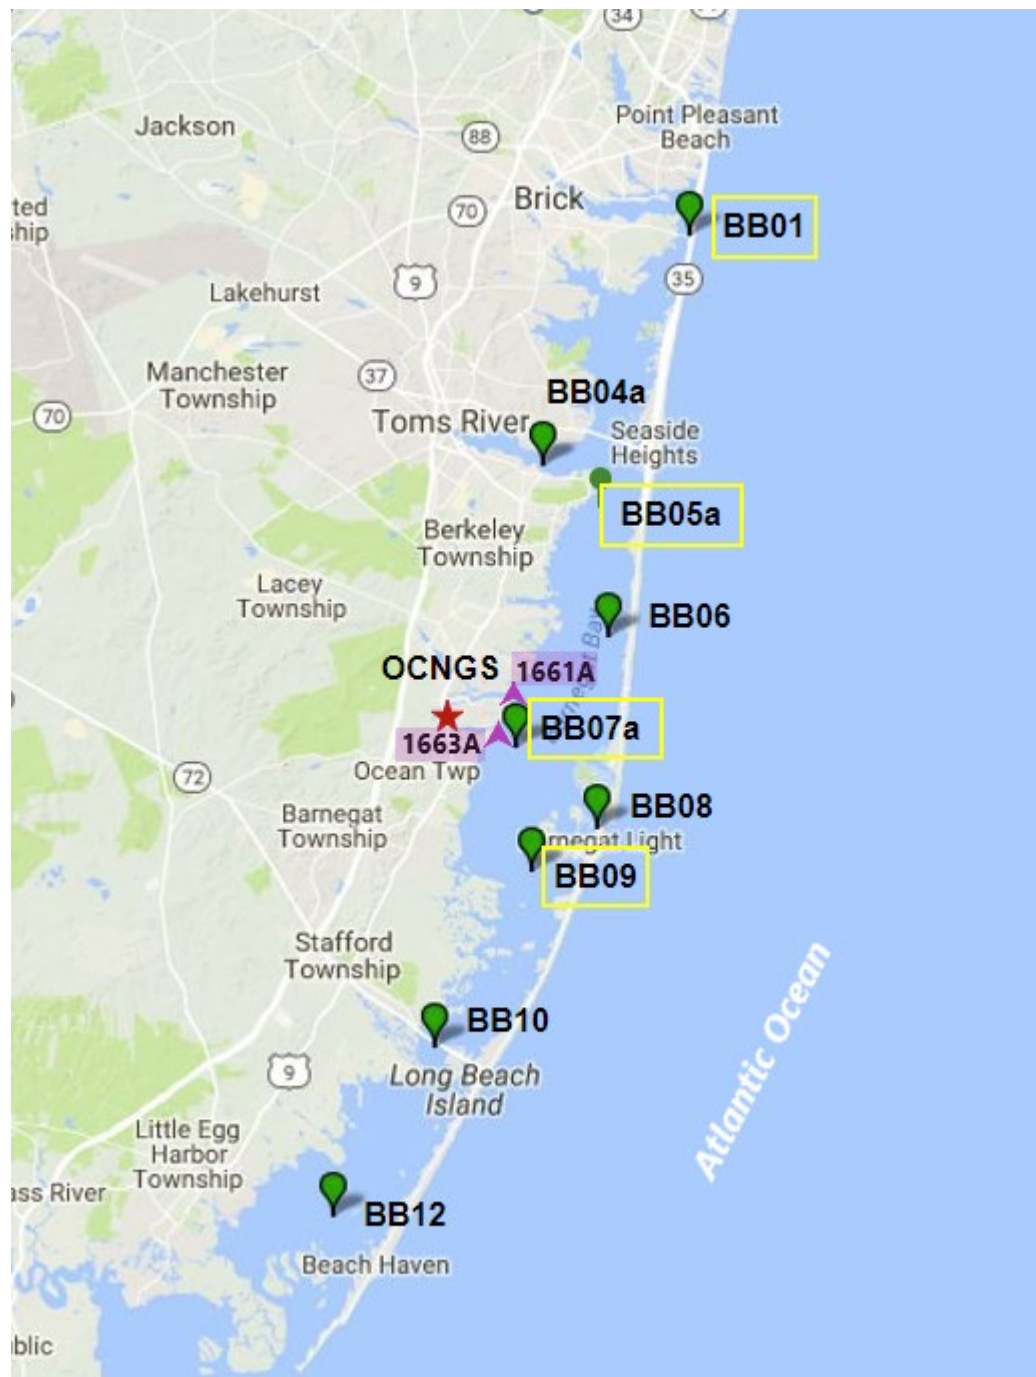 34
Point Pleasant
Beach
Jackson
88
Brick
70
ted
hip
BB01
35
9
Lakehurst
Manchester
Township
37
70
BB04a
Toms River
Seaside
Heights
BB05a
Berkeley
Township
Lacey
Township
BB06
OCNGS
1661A
BB07a
1663A
Ocean Twp
72
Barnegat
Township
BB08
rnegat Light
BB09
Stafford
Township
BB10
9
Long Beach
Island
Atlantic Ocean
Little Egg
Harbor
Township
ass River
BB12
Beach Haven
blic